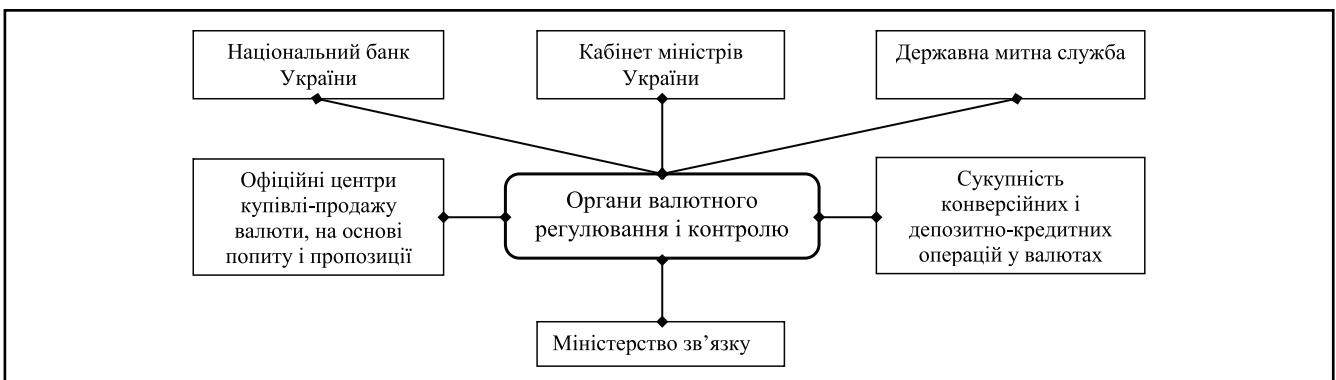 Національний банк
України
Кабінет міністрів
України
Державна митна служба
Офіційні центри
купівлі-продажу
валюти, на основі
попиту і пропозиції
Органи валютного
регулювання і контролю
Сукупність
конверсійних і
депозитно-кредитних
операцій у валютах
Міністерство зв’язку